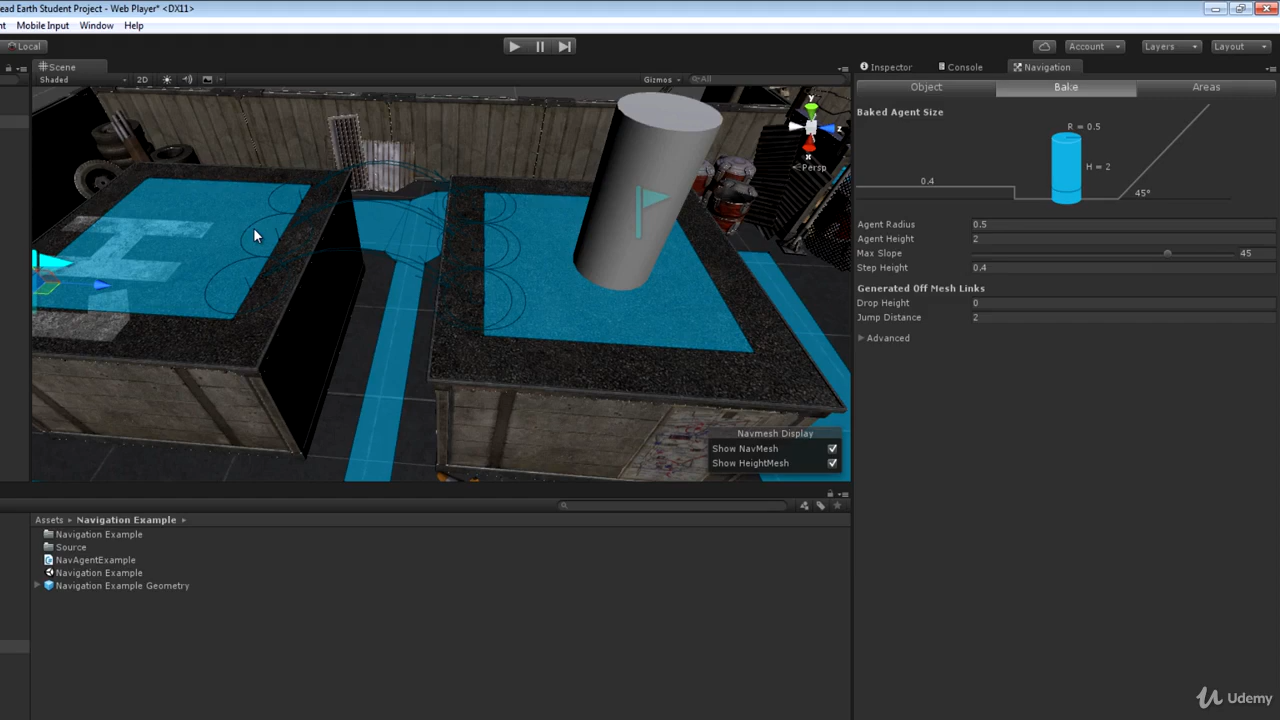 ead Earth Student Project - Web Player* <DX11>
nt Mobile Input Window Help
Local Account Layers Layout
Scene Inspector Console Navigation
Shaded 2D Gizmos All
Object Bake Areas
Baked Agent Size
R = 0.5
H = 2
0.4
45°
Y
z
x
Persp
Agent Radius 0.5
Agent Height 2
Max Slope 45
Step Height 0.4
Generated Off Mesh Links
Drop Height 0
Jump Distance 2
Advanced
Navmesh Display
Show NavMesh
Show HeightMesh
Assets Navigation Example
Navigation Example
Source
NavAgentExample
Navigation Example
Navigation Example Geometry
Udemy